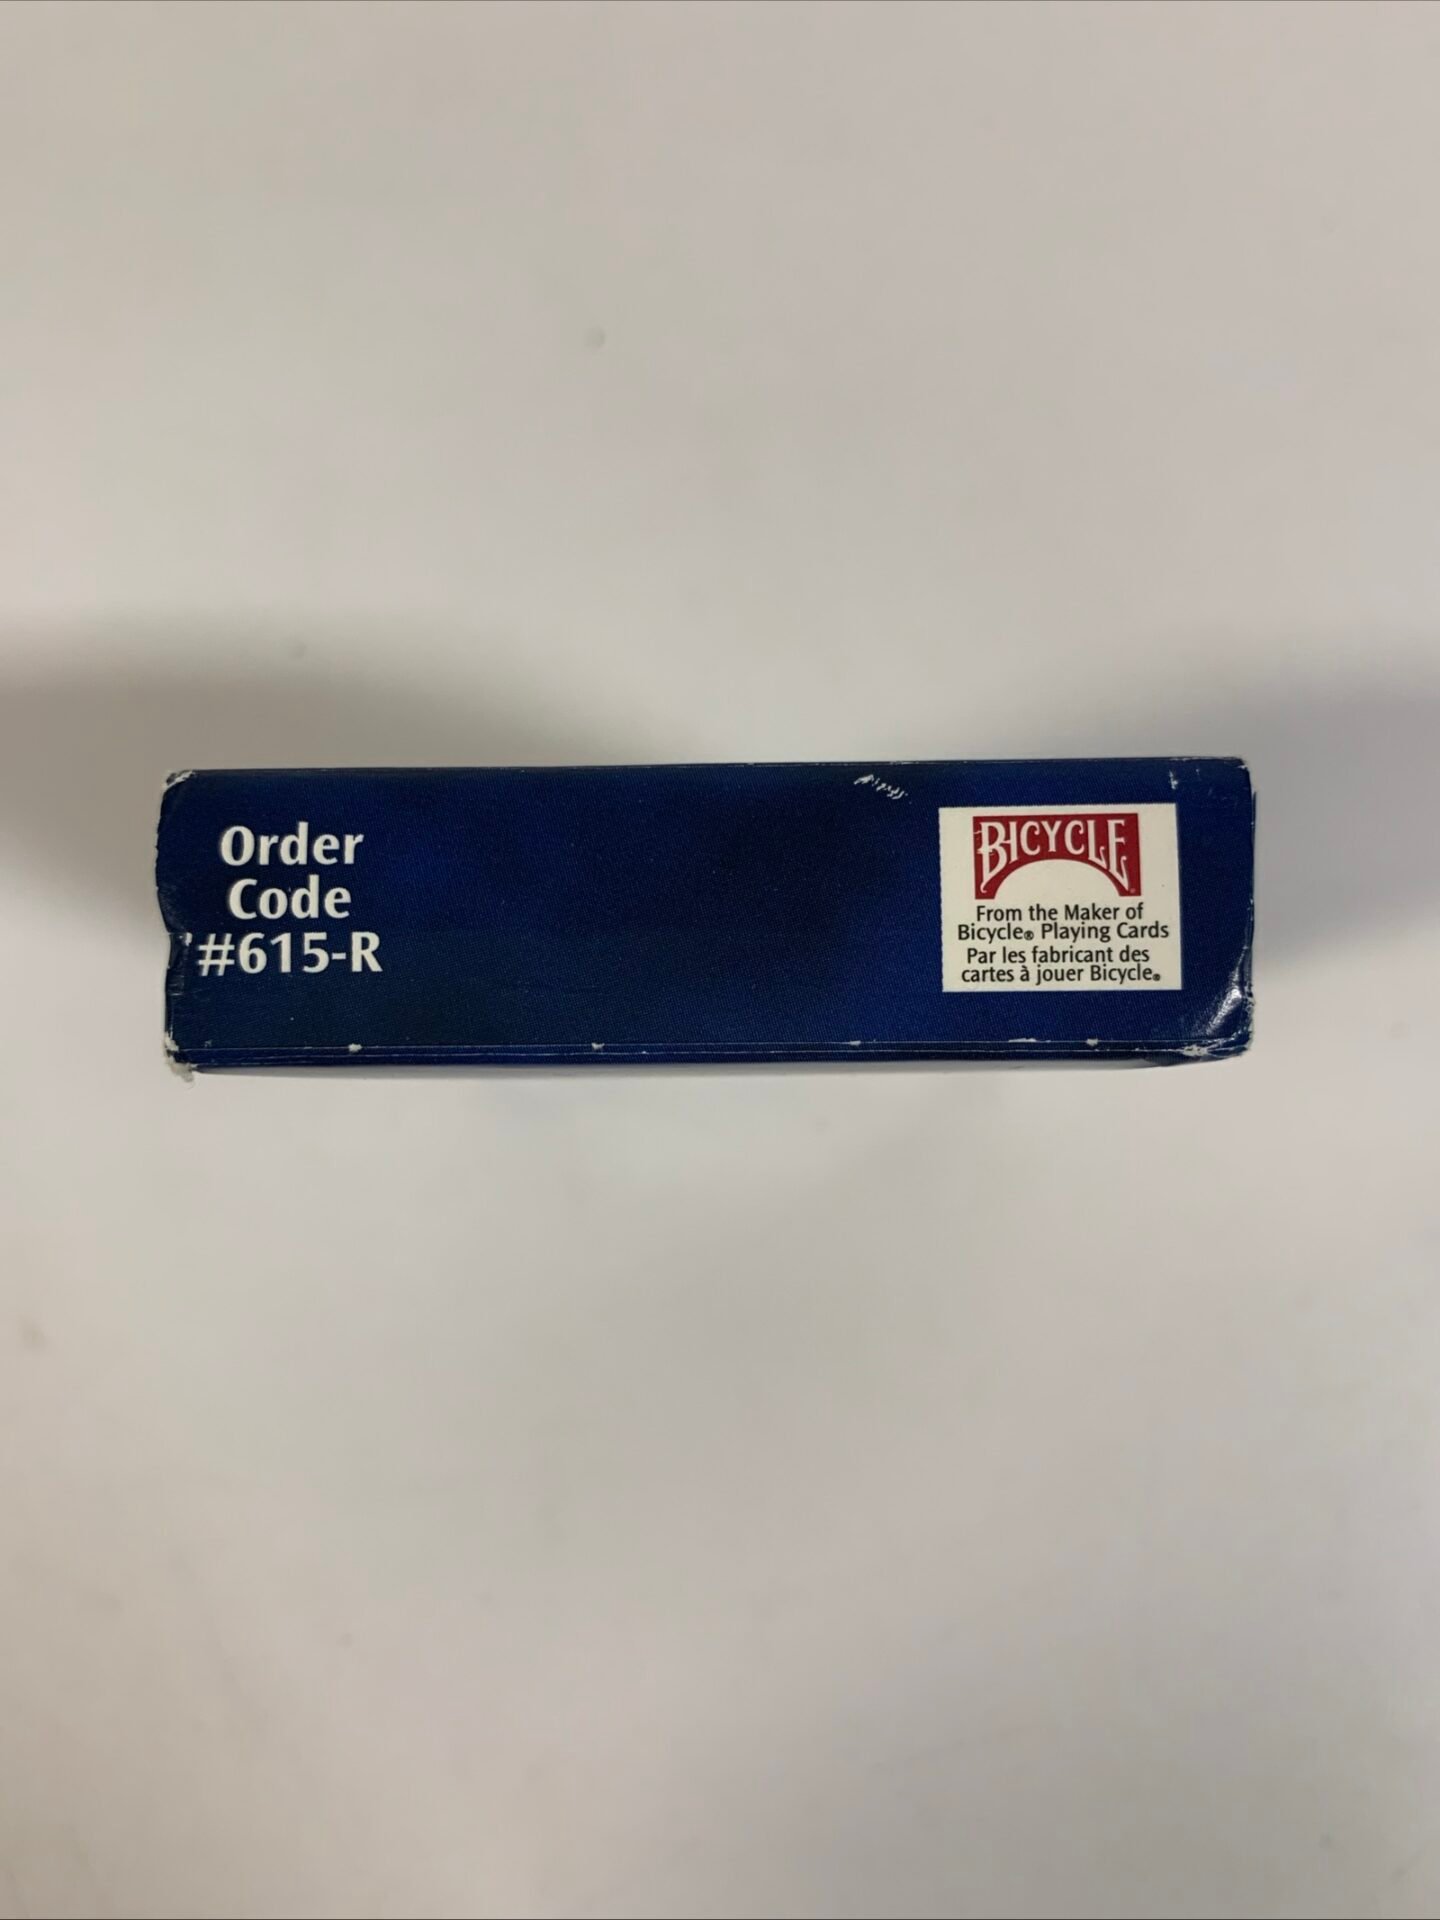 Order
Code
#615-R
BICYCLE®
From the Maker of
Bicycle® Playing Cards
Par les fabricant des
cartes à jouer Bicycle®